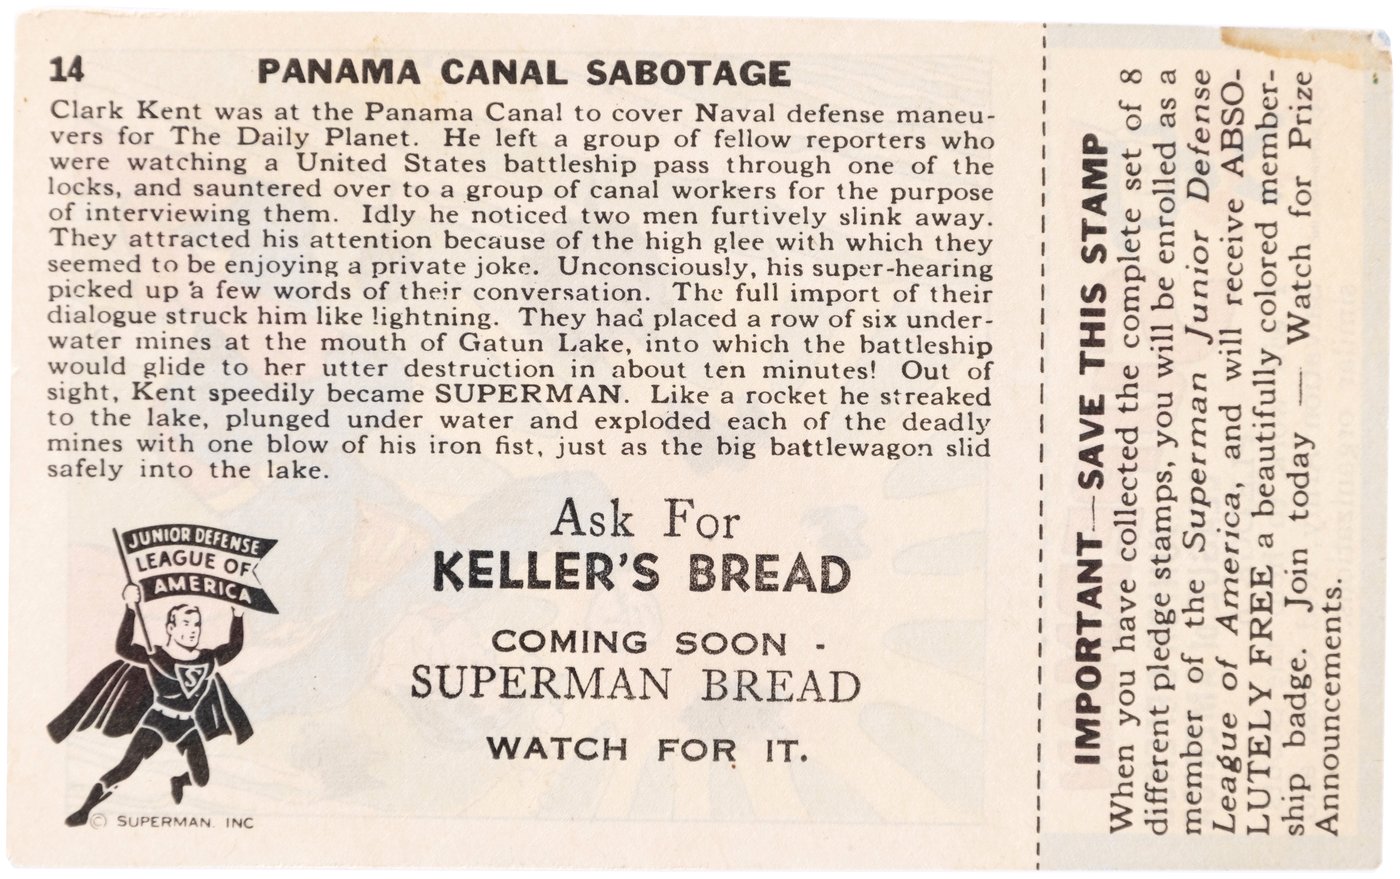 14 PANAMA CANAL SABOTAGE
Clark Kent was at the Panama Canal to cover Naval defense maneu-
vers for The Daily Planet. He left a group of fellow reporters who
were watching a United States battleship pass through one of the
locks, and sauntered over to a group of canal workers for the purpose
of interviewing them. Idly he noticed two men furtively slink away.
They attracted his attention because of the high glee with which they
seemed to be enjoying a private joke. Unconsciously, his super-hearing
picked up a few words of their conversation. The full import of their
dialogue struck him like lightning. They had placed a row of six under-
water mines at the mouth of Gatun Lake, into which the battleship
would glide to her utter destruction in about ten minutes! Out of
sight, Kent speedily became SUPERMAN. Like a rocket he streaked
to the lake, plunged under water and exploded each of the deadly
mines with one blow of his iron fist, just as the big battlewagon slid
safely into the lake.
JUNIOR DEFENSE
LEAGUE OF
AMERICA
S
© SUPERMAN. INC
Ask For
KELLER'S BREAD
COMING SOON -
SUPERMAN BREAD
WATCH FOR IT.
IMPORTANT—SAVE THIS STAMP
When you have collected the complete set of 8
different pledge stamps, you will be enrolled as a
member of the Superman Junior Defense
League of America, and will receive ABSO-
LUTELY FREE a beautifully colored member-
ship badge. Join today — Watch for Prize
Announcements.